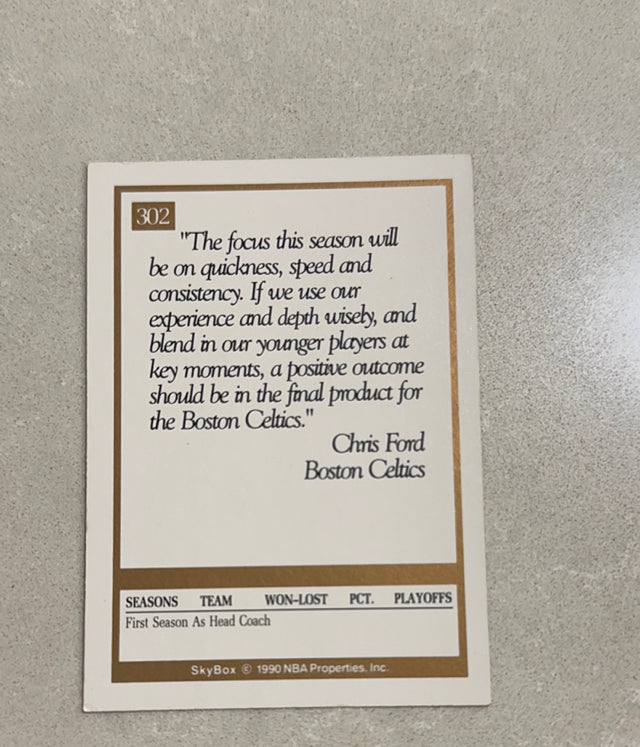 302
"The focus this season will
be on quickness, speed and
consistency. If we use our
experience and depth wisely, and
blend in our younger players at
key moments, a positive outcome
should be in the final product for
the Boston Celtics."
Chris Ford
Boston Celtics
SEASONS TEAM WON-LOST PCT. PLAYOFFS
First Season As Head Coach
SkyBox © 1990 NBA Properties, Inc.